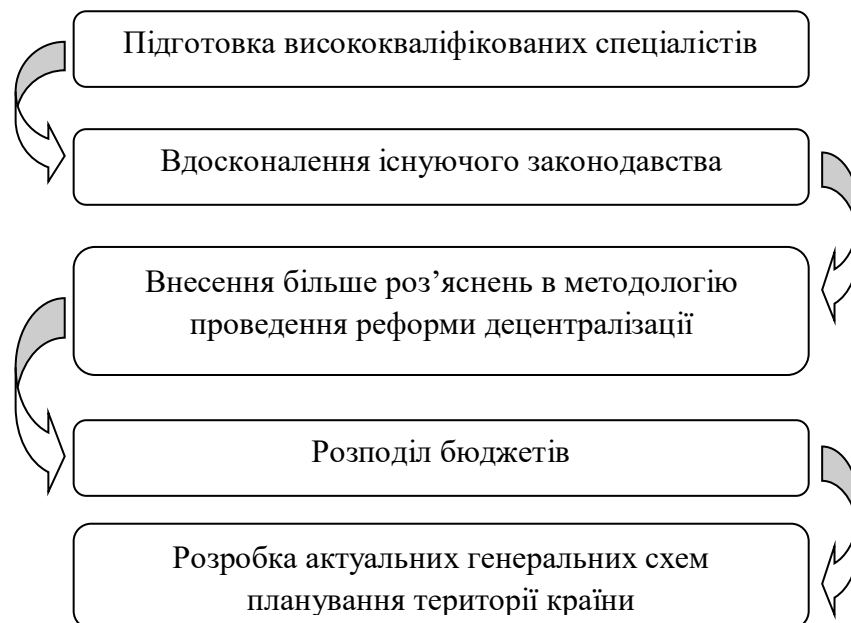 Підготовка висококваліфікованих спеціалістів
Вдосконалення існуючого законодавства
Внесення більше роз’яснень в методологію
проведення реформи децентралізації
Розподіл бюджетів
Розробка актуальних генеральних схем
планування території країни